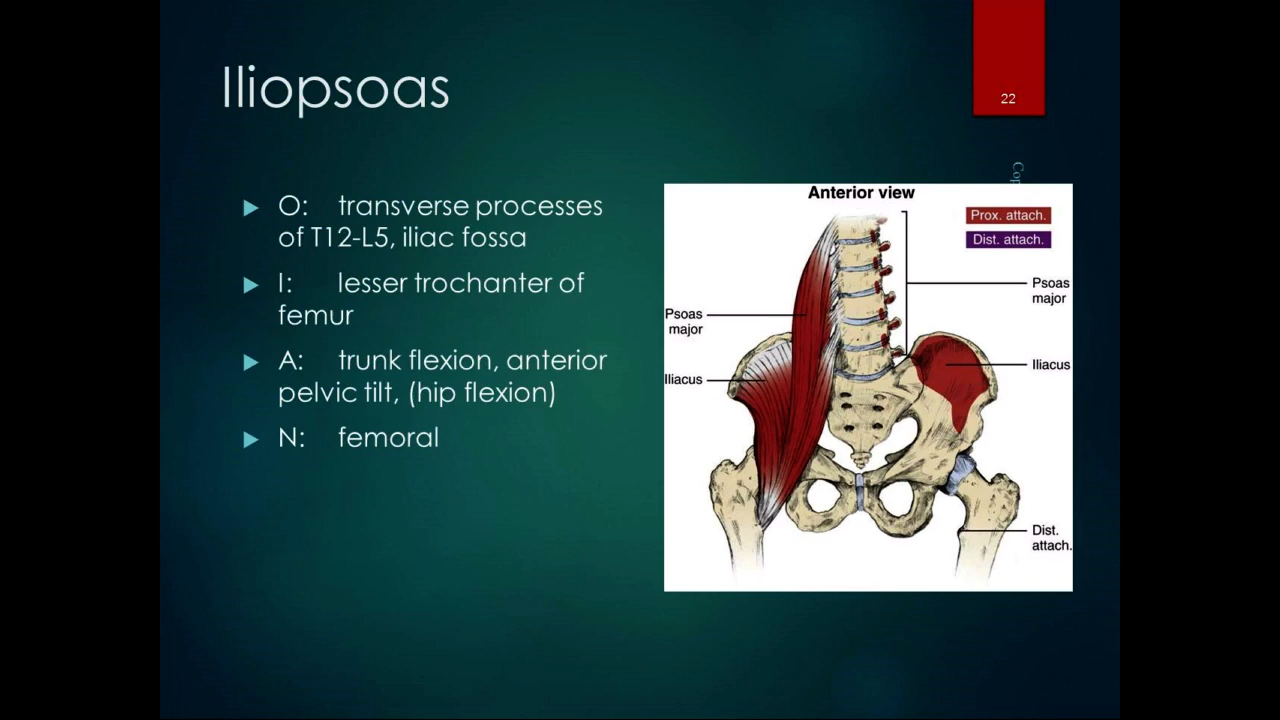 Iliopsoas
22
Cop
O: transverse processes
of T12-L5, iliac fossa
I: lesser trochanter of
femur
A: trunk flexion, anterior
pelvic tilt, (hip flexion)
N: femoral
Anterior view
Prox. attach.
Dist. attach.
Psoas
major
Psoas
major
Iliacus
Iliacus
Dist.
attach.